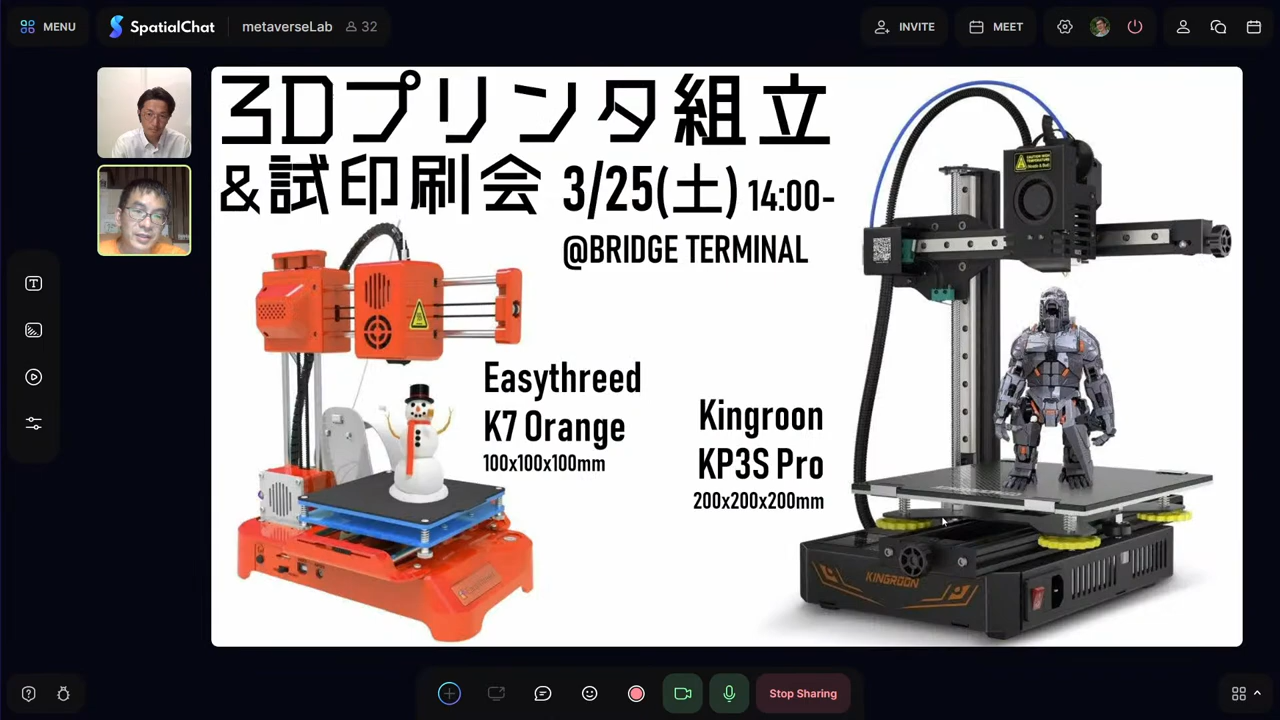 MENU
SpatialChat
metaverseLab
32
INVITE
MEET
3Dプリンタ組立
&試印刷会 3/25(土) 14:00-
@BRIDGE TERMINAL
Easythreed
K7 Orange
100x100x100mm
Kingroon
KP3S Pro
200x200x200mm
KINGROON
Stop Sharing